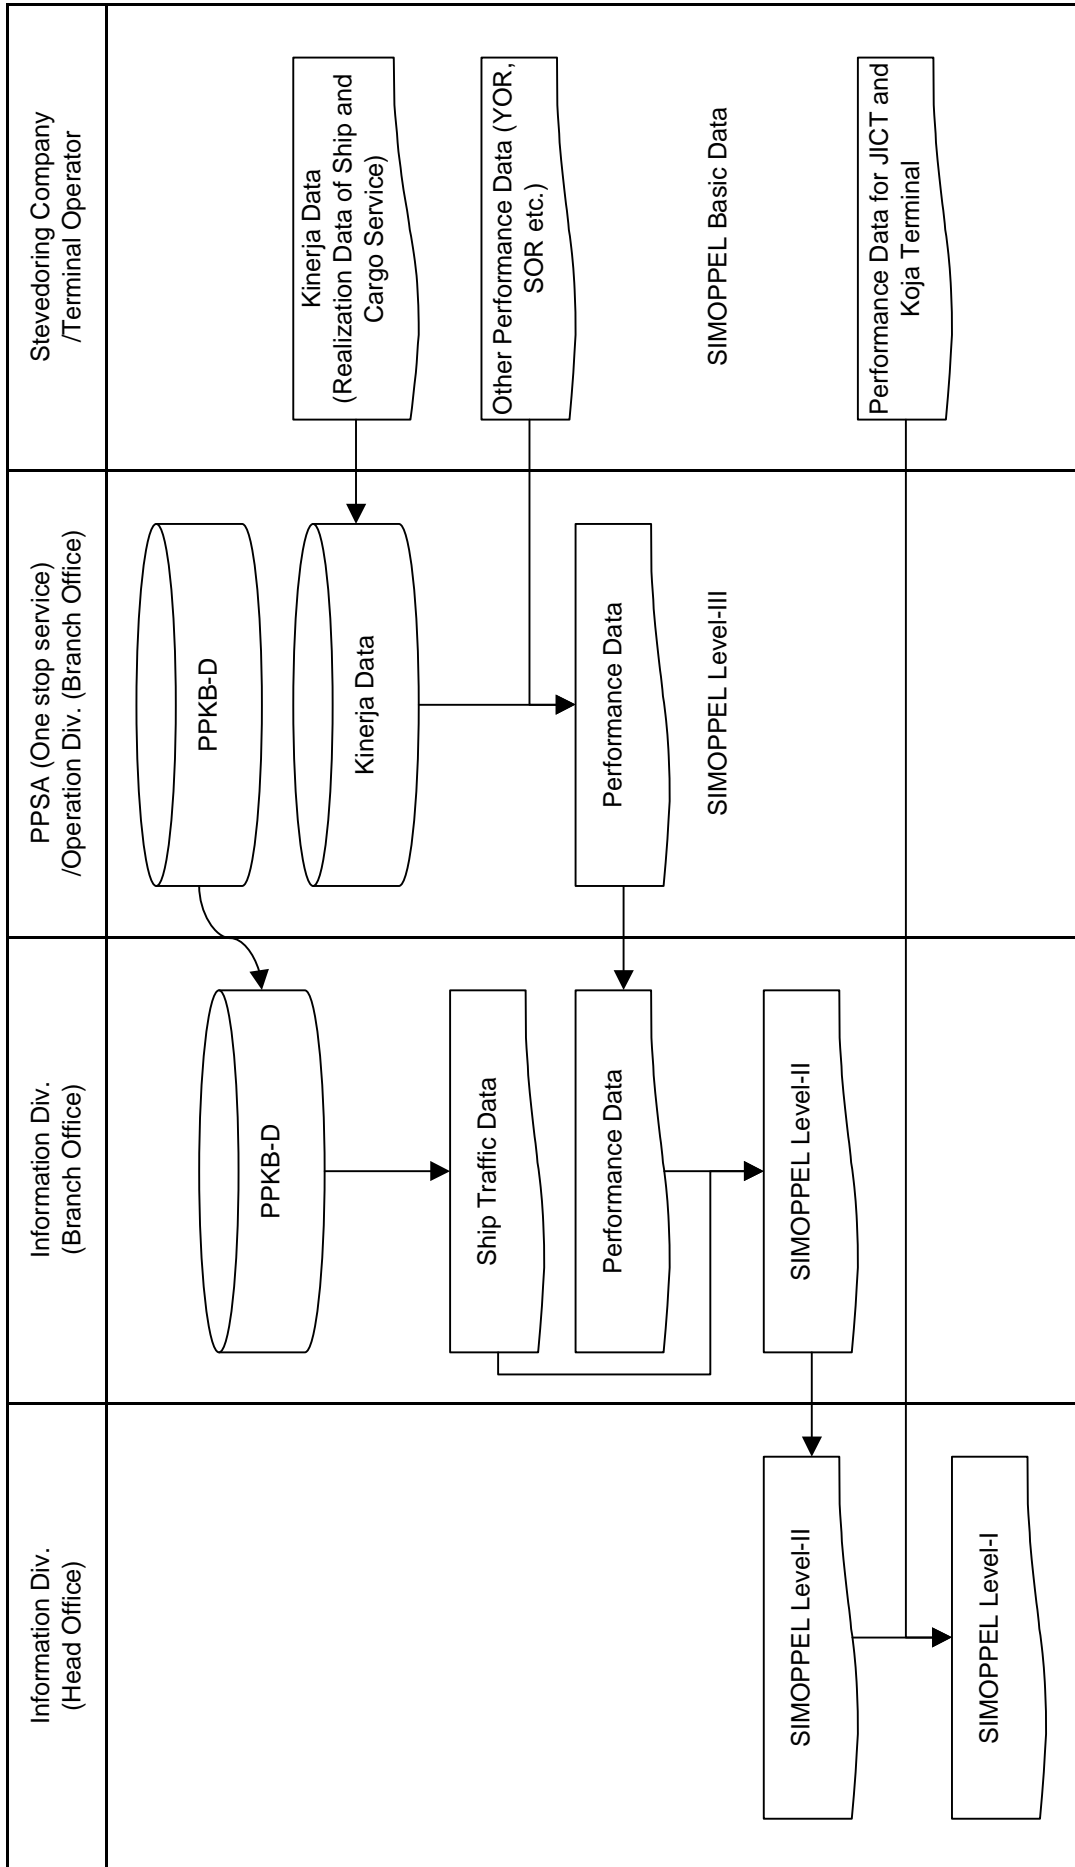 Information Div.
(Head Office)
Information Div.
(Branch Office)
PPSA (One stop service)
/Operation Div. (Branch Office)
Stevedoring Company
/Terminal Operator
PPKB-D
PPKB-D
Kinerja Data
Kinerja Data
(Realization Data of Ship and
Cargo Service)
Ship Traffic Data
Other Performance Data (YOR,
SOR etc.)
Performance Data
Performance Data
SIMOPPEL Level-III
SIMOPPEL Basic Data
SIMOPPEL Level-II
SIMOPPEL Level-II
Performance Data for JICT and
Koja Terminal
SIMOPPEL Level-I